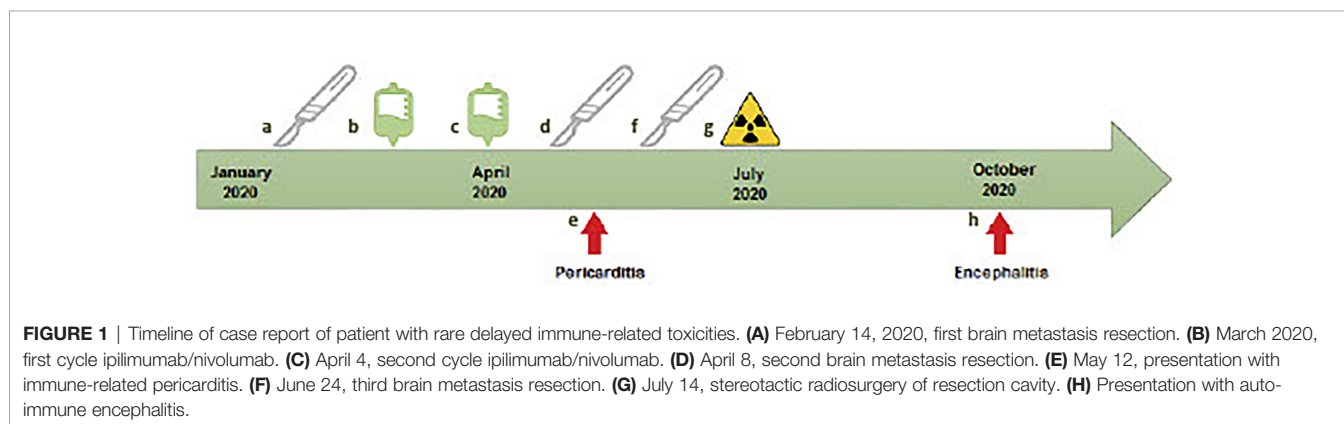 a b c d f g
January 2020 April 2020 July 2020 October 2020
e h
Pericarditis Encephalitis
FIGURE 1 | Timeline of case report of patient with rare delayed immune-related toxicities. (A) February 14, 2020, first brain metastasis resection. (B) March 2020,
first cycle ipilimumab/nivolumab. (C) April 4, second cycle ipilimumab/nivolumab. (D) April 8, second brain metastasis resection. (E) May 12, presentation with
immune-related pericarditis. (F) June 24, third brain metastasis resection. (G) July 14, stereotactic radiosurgery of resection cavity. (H) Presentation with auto-
immune encephalitis.